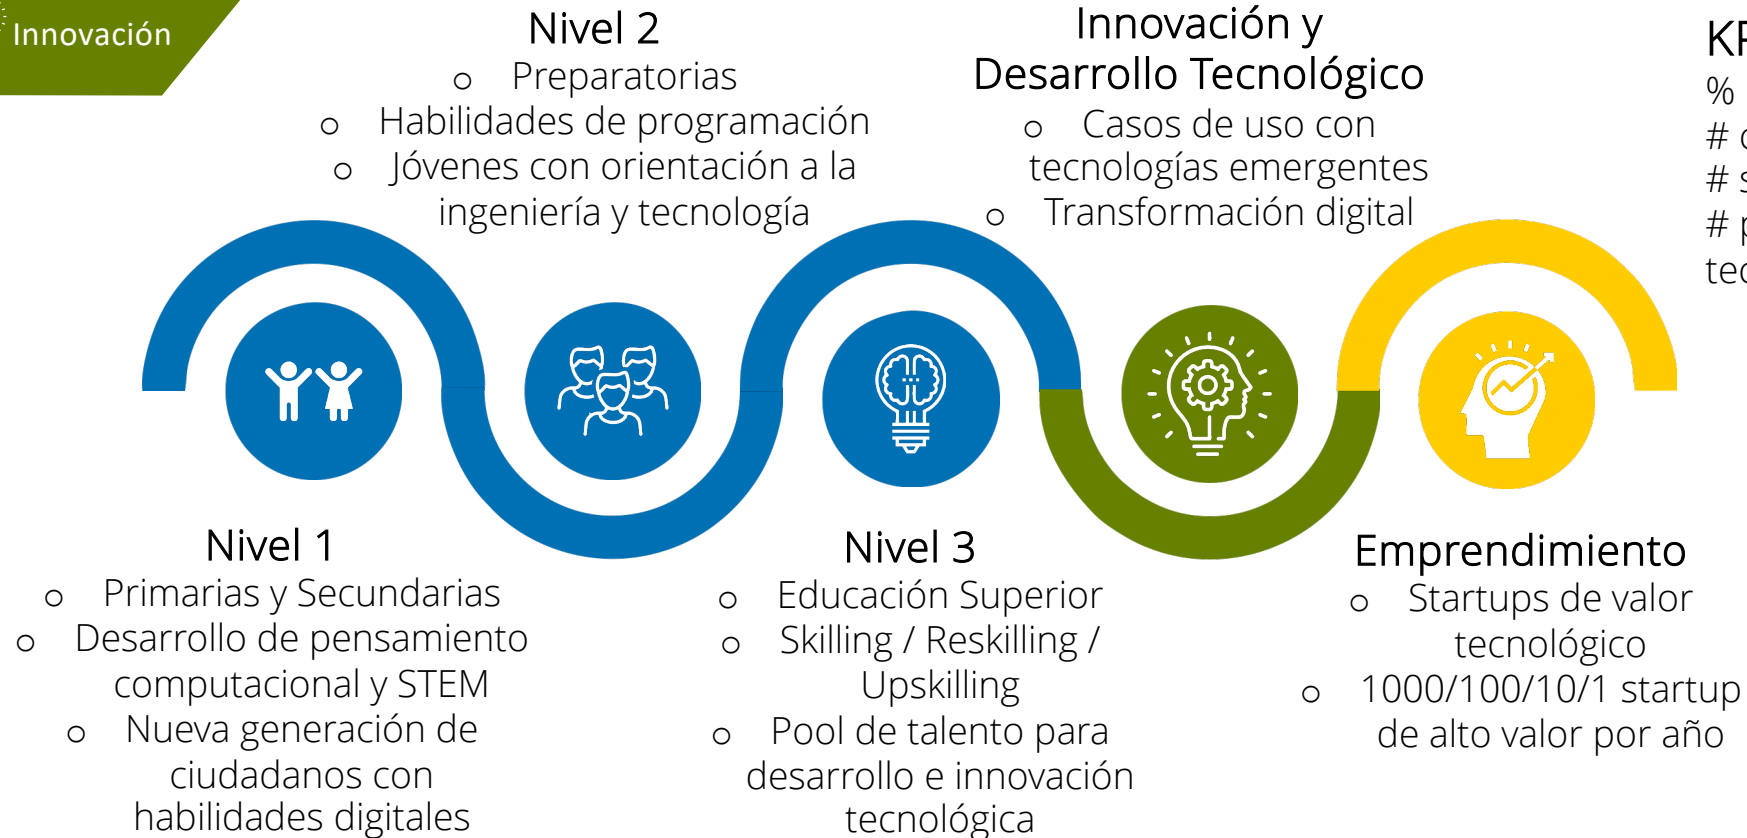 Innovación
Nivel 2
o Preparatorias
o Habilidades de programación
o Jóvenes con orientación a la
ingeniería y tecnología
Innovación y
Desarrollo Tecnológico
o Casos de uso con
tecnologías emergentes
o Transformación digital
%
#
#
#
Nivel 1
o Primarias y Secundarias
o Desarrollo de pensamiento
computacional y STEM
o Nueva generación de
ciudadanos con
habilidades digitales
Nivel 3
o Educación Superior
o Skilling / Reskilling /
Upskilling
o Pool de talento para
desarrollo e innovación
tecnológica
Emprendimiento
o Startups de valor
tecnológico
o 1000/100/10/1 startup
de alto valor por año